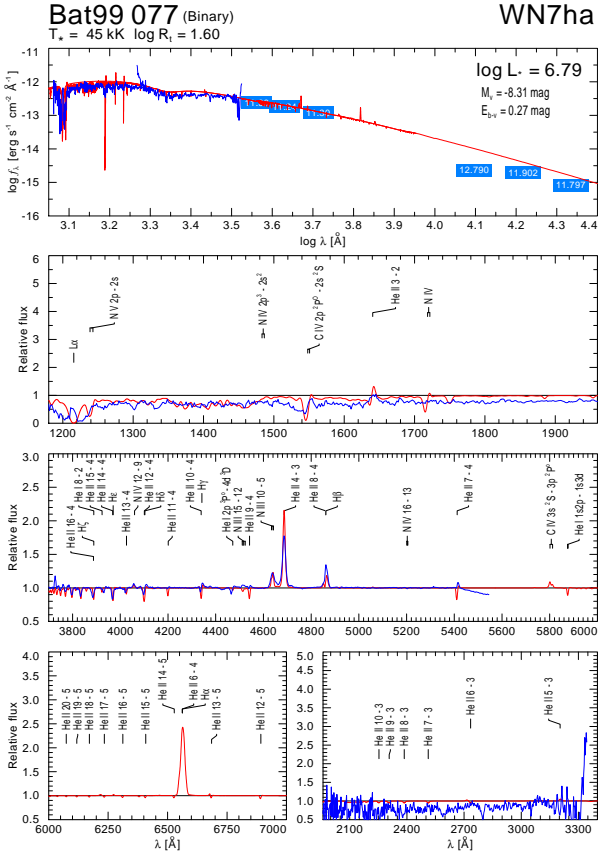 Bat99 077 (Binary) WN7ha
T* = 45 kK log Rt = 1.60
log L* = 6.79
Mv = -8.31 mag
Eb-v = 0.27 mag
log fλ [erg s⁻¹ cm⁻² Å⁻¹]
-11
-12
-13
-14
-15
-16
12.790
11.902
11.797
3.1 3.2 3.3 3.4 3.5 3.6 3.7 3.8 3.9 4.0 4.1 4.2 4.3 4.4
log λ [Å]
Relative flux
6
5
4
3
2
1
0
Lα
N V 2p - 2s
N IV 2p³ - 2s²
C IV 2p ²P⁰ - 2s ²S
He II 3 - 2
N IV
1200 1300 1400 1500 1600 1700 1800 1900
Relative flux
3.0
2.5
2.0
1.5
1.0
0.5
He II 16 - 4
He I 8 - 2
Hζ
He II 15 - 4
He II 14 - 4
Hε
He II 13 - 4
N IV 12 - 9
He II 12 - 4
Hδ
He II 11 - 4
He II 10 - 4
Hγ
He I 2p ³P⁰ - 4d ³D
N III 15 - 12
He II 9 - 4
N III 10 - 5
He II 4 - 3
He II 8 - 4
Hβ
N IV 16 - 13
He II 7 - 4
C IV 3s ²S - 3p ²P⁰
He I 1s2p - 1s3d
3800 4000 4200 4400 4600 4800 5000 5200 5400 5600 5800 6000
Relative flux
4.0
3.5
3.0
2.5
2.0
1.5
1.0
0.5
He II 20 - 5
He II 19 - 5
He II 18 - 5
He II 17 - 5
He II 16 - 5
He II 15 - 5
He II 14 - 5
He II 6 - 4
Hα
He II 13 - 5
He II 12 - 5
6000 6250 6500 6750 7000
λ [Å]
5.0
4.5
4.0
3.5
3.0
2.5
2.0
1.5
1.0
0.5
He II 10 - 3
He II 9 - 3
He II 8 - 3
He II 7 - 3
He II 6 - 3
He II 5 - 3
2100 2400 2700 3000 3300
λ [Å]